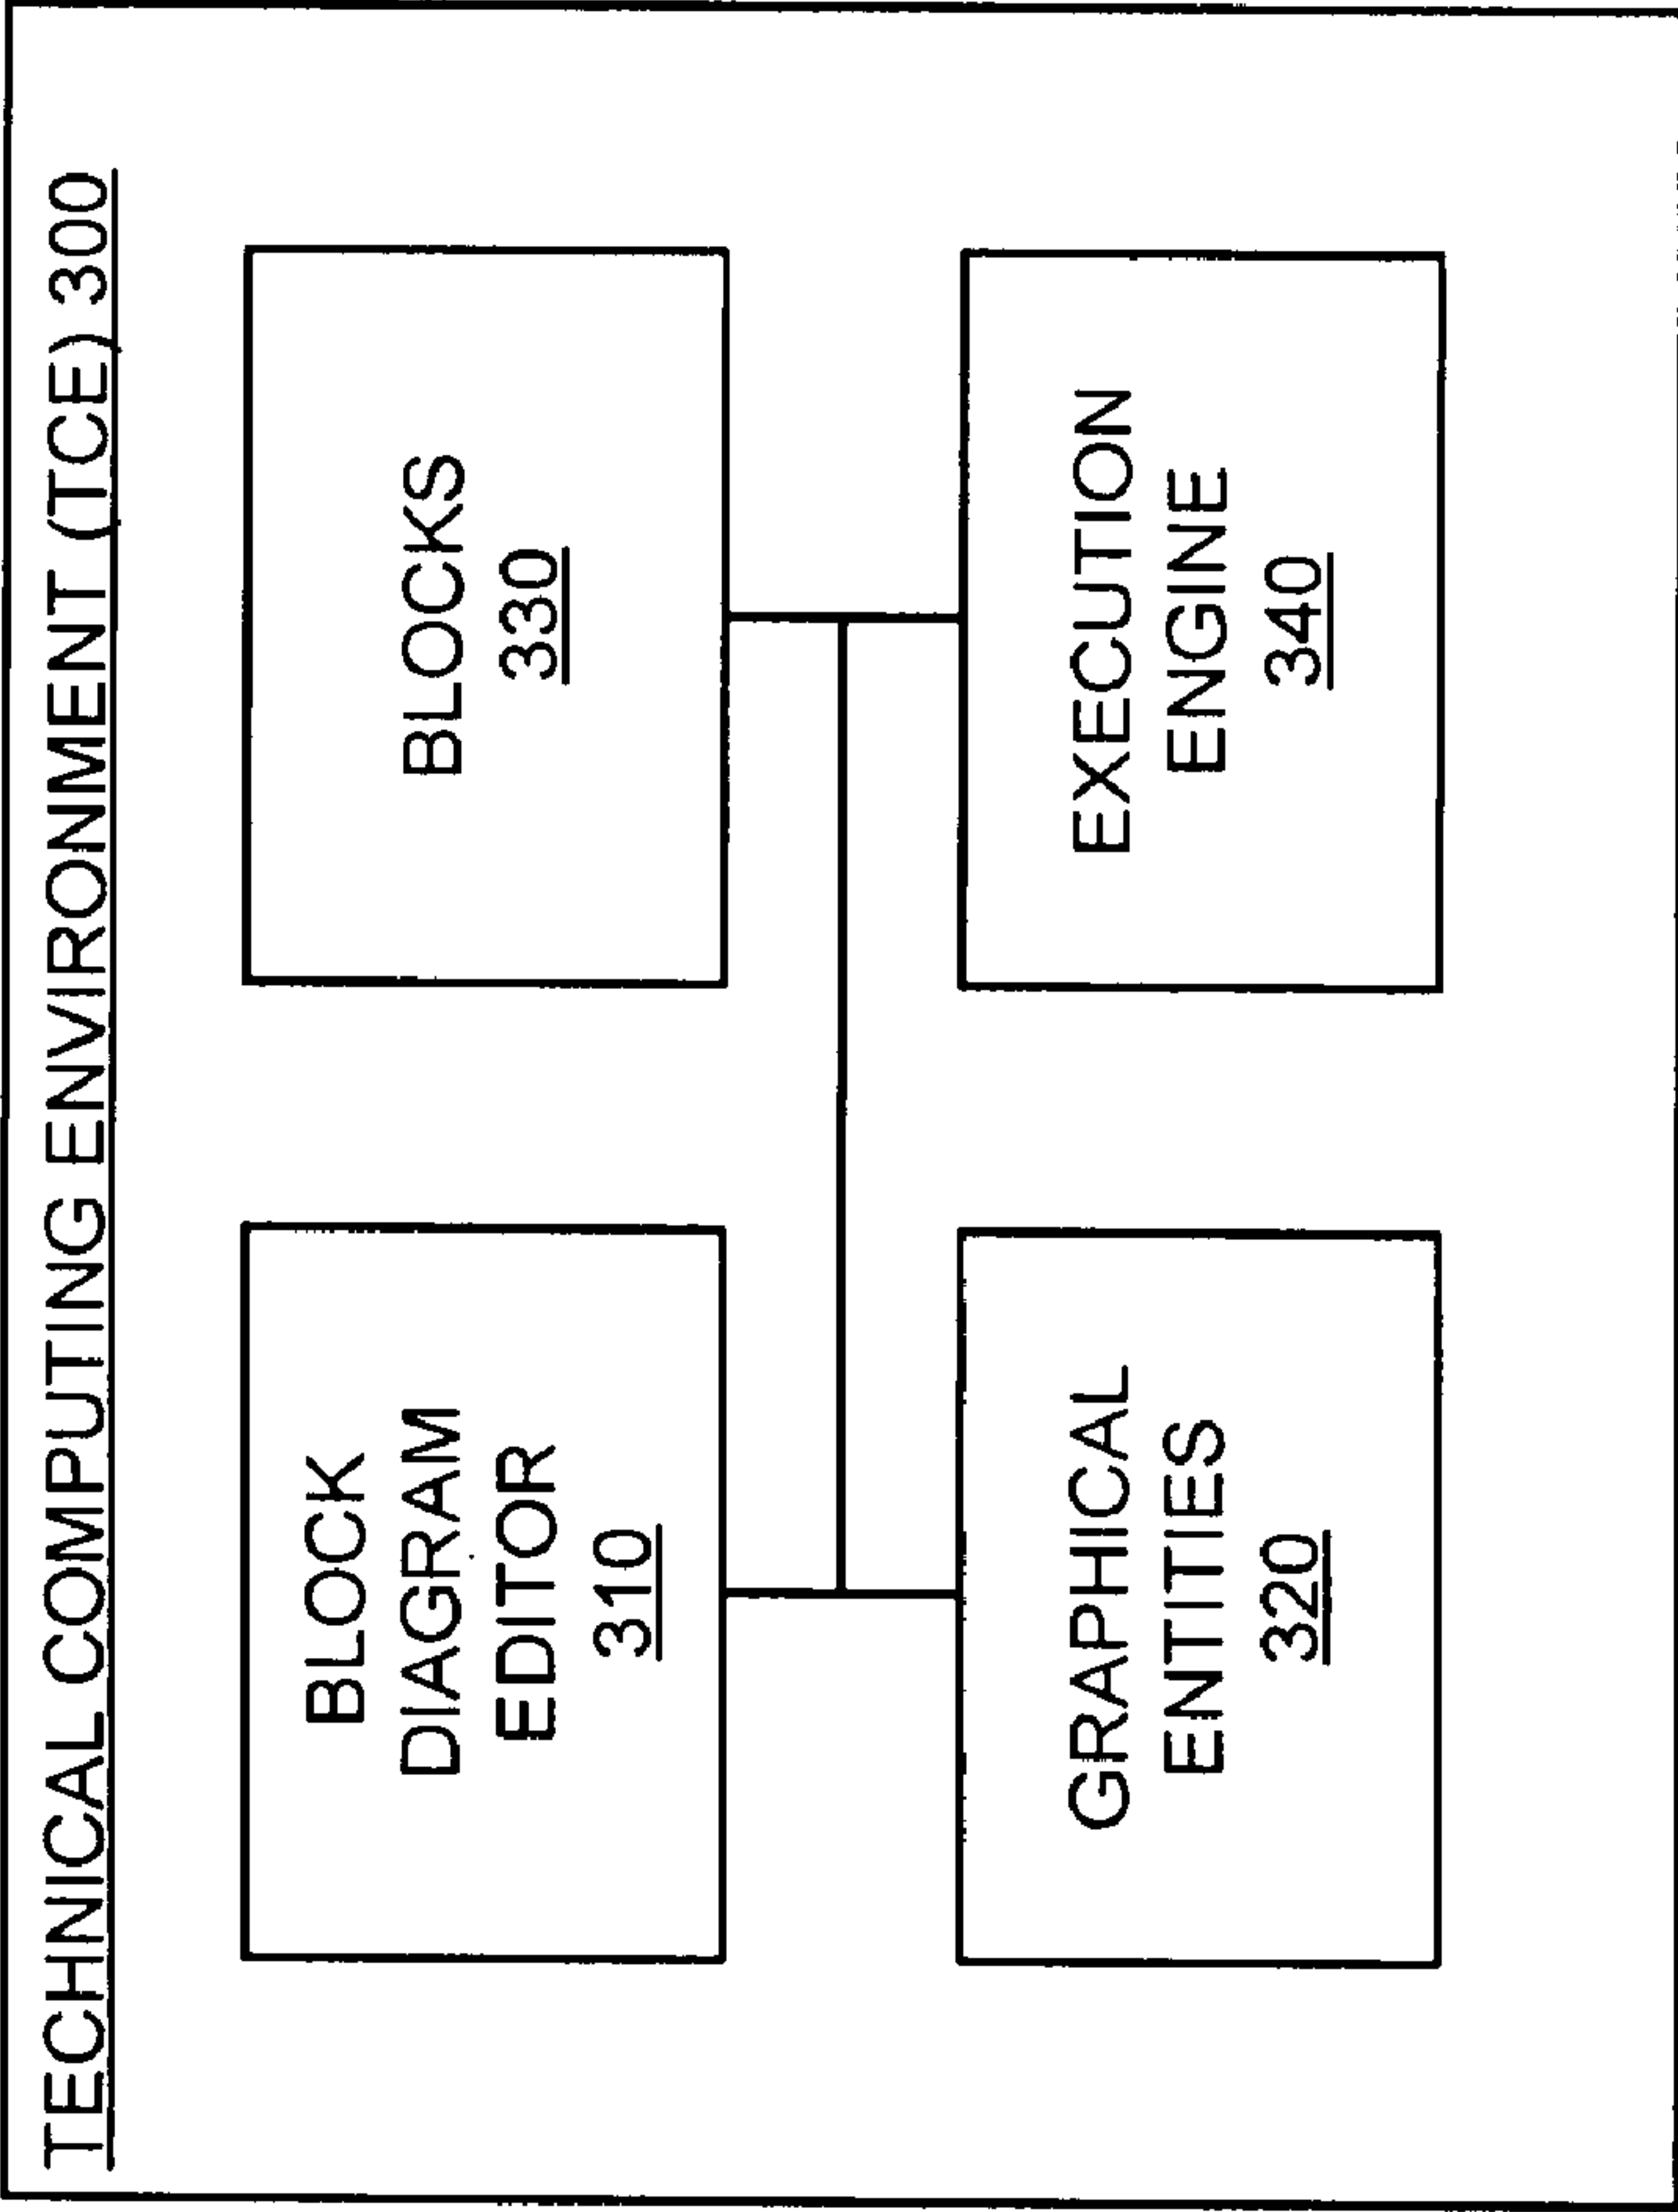 TECHNICAL COMPUTING ENVIRONMENT (TCE) 300
BLOCK
DIAGRAM
EDITOR
310
BLOCKS
330
GRAPHICAL
ENTITIES
320
EXECUTION
ENGINE
340